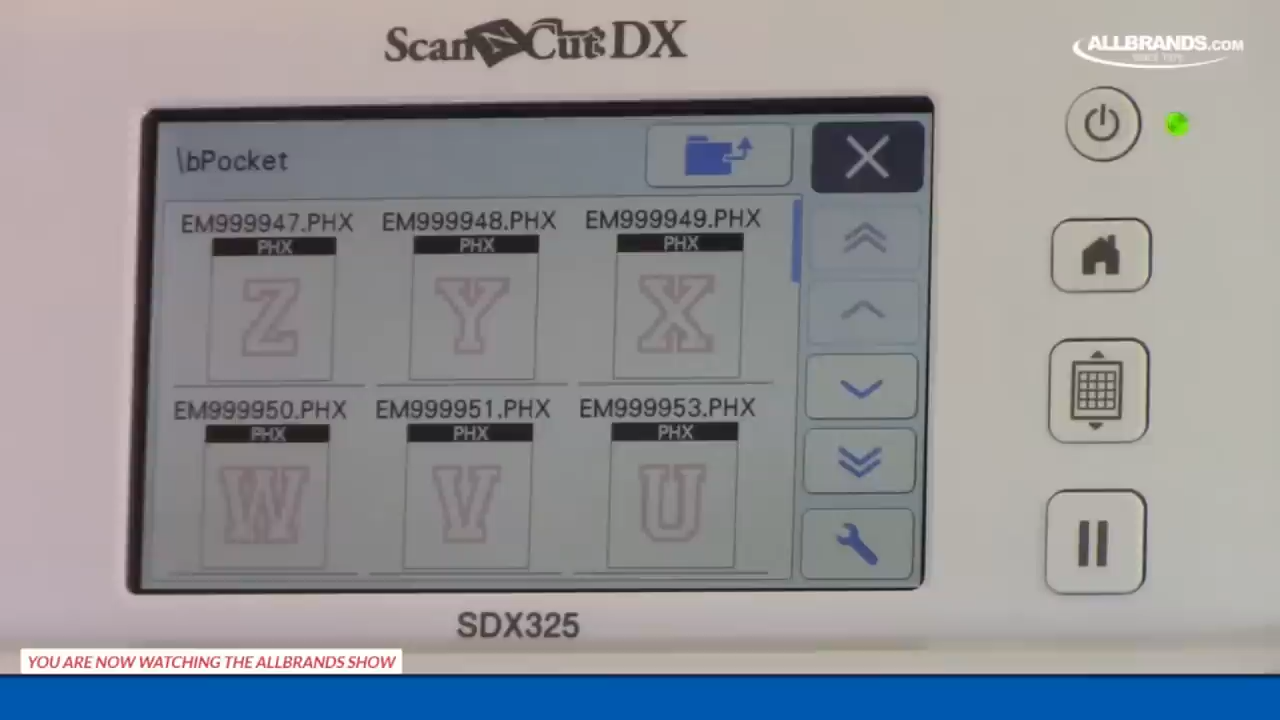 ScanNCut DX
ALLBRANDS.COM
\bPocket
EM999947.PHX EM999948.PHX EM999949.PHX
PHX PHX PHX
Z Y X
EM999950.PHX EM999951.PHX EM999953.PHX
PHX PHX PHX
W V U
SDX325
YOU ARE NOW WATCHING THE ALLBRANDS SHOW